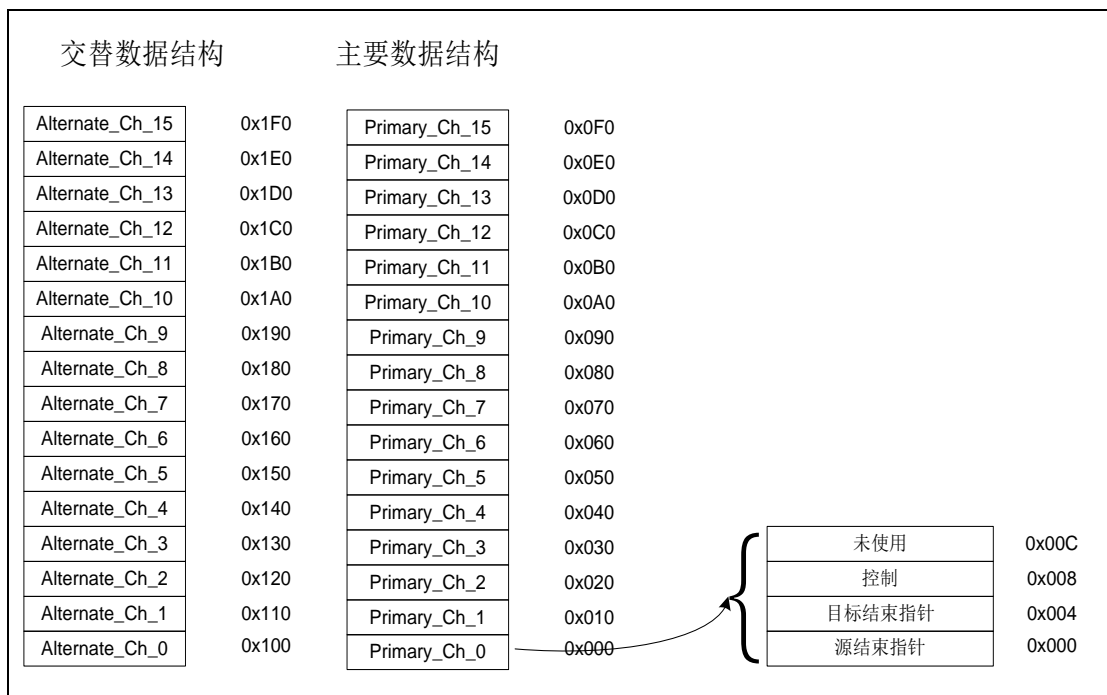 交替数据结构 主要数据结构
Alternate_Ch_15 0x1F0 Primary_Ch_15 0x0F0
Alternate_Ch_14 0x1E0 Primary_Ch_14 0x0E0
Alternate_Ch_13 0x1D0 Primary_Ch_13 0x0D0
Alternate_Ch_12 0x1C0 Primary_Ch_12 0x0C0
Alternate_Ch_11 0x1B0 Primary_Ch_11 0x0B0
Alternate_Ch_10 0x1A0 Primary_Ch_10 0x0A0
Alternate_Ch_9 0x190 Primary_Ch_9 0x090
Alternate_Ch_8 0x180 Primary_Ch_8 0x080
Alternate_Ch_7 0x170 Primary_Ch_7 0x070
Alternate_Ch_6 0x160 Primary_Ch_6 0x060
Alternate_Ch_5 0x150 Primary_Ch_5 0x050
Alternate_Ch_4 0x140 Primary_Ch_4 0x040
Alternate_Ch_3 0x130 Primary_Ch_3 0x030 未使用 0x00C
Alternate_Ch_2 0x120 Primary_Ch_2 0x020 控制 0x008
Alternate_Ch_1 0x110 Primary_Ch_1 0x010 目标结束指针 0x004
Alternate_Ch_0 0x100 Primary_Ch_0 0x000 源结束指针 0x000